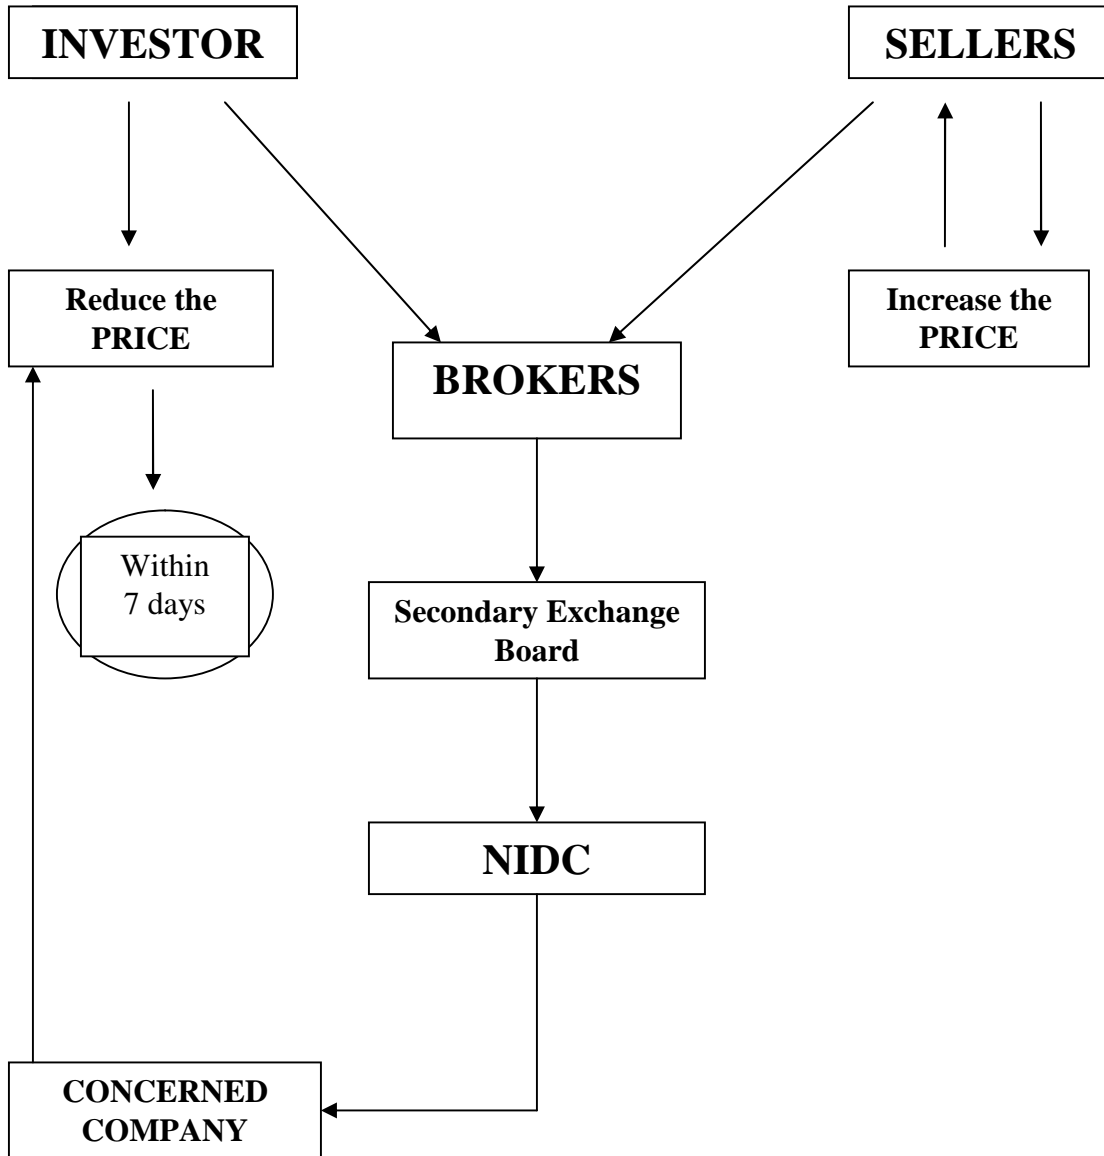 INVESTOR
SELLERS
Reduce the
PRICE
Increase the
PRICE
BROKERS
Within
7 days
Secondary Exchange
Board
NIDC
CONCERNED
COMPANY